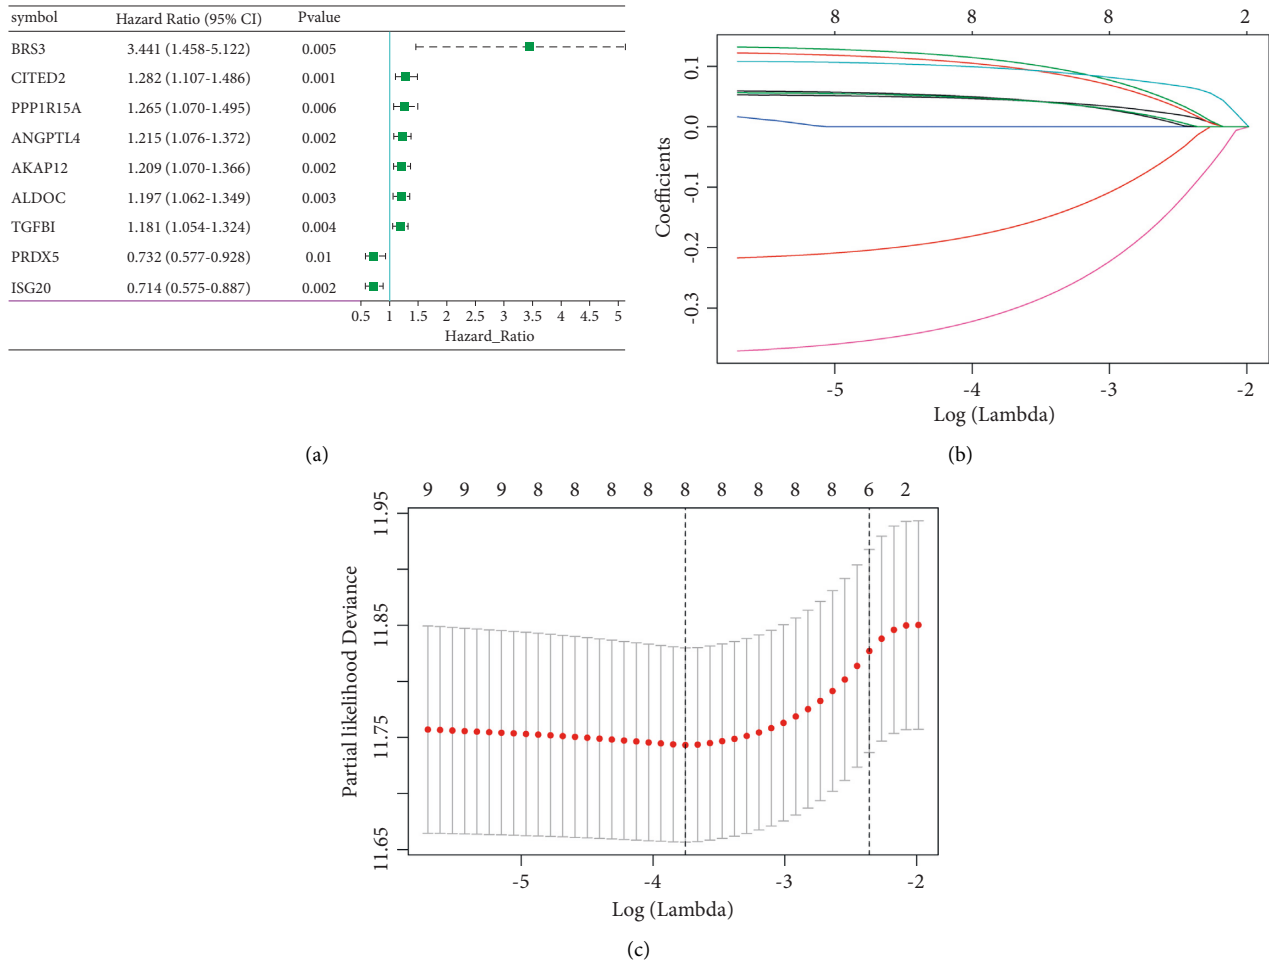 symbol Hazard Ratio (95% CI) Pvalue
BRS3 3.441 (1.458-5.122) 0.005
CITED2 1.282 (1.107-1.486) 0.001
PPP1R15A 1.265 (1.070-1.495) 0.006
ANGPTL4 1.215 (1.076-1.372) 0.002
AKAP12 1.209 (1.070-1.366) 0.002
ALDOC 1.197 (1.062-1.349) 0.003
TGFBI 1.181 (1.054-1.324) 0.004
PRDX5 0.732 (0.577-0.928) 0.01
ISG20 0.714 (0.575-0.887) 0.002
0.5 1 1.5 2 2.5 3 3.5 4 4.5 5
Hazard_Ratio
(a)
8 8 8 2
0.1
0.0
-0.1
-0.2
-0.3
Coefficients
-5 -4 -3 -2
Log (Lambda)
(b)
9 9 9 8 8 8 8 8 8 8 8 8 6 2
11.95
11.85
11.75
11.65
Partial likelihood Deviance
-5 -4 -3 -2
Log (Lambda)
(c)